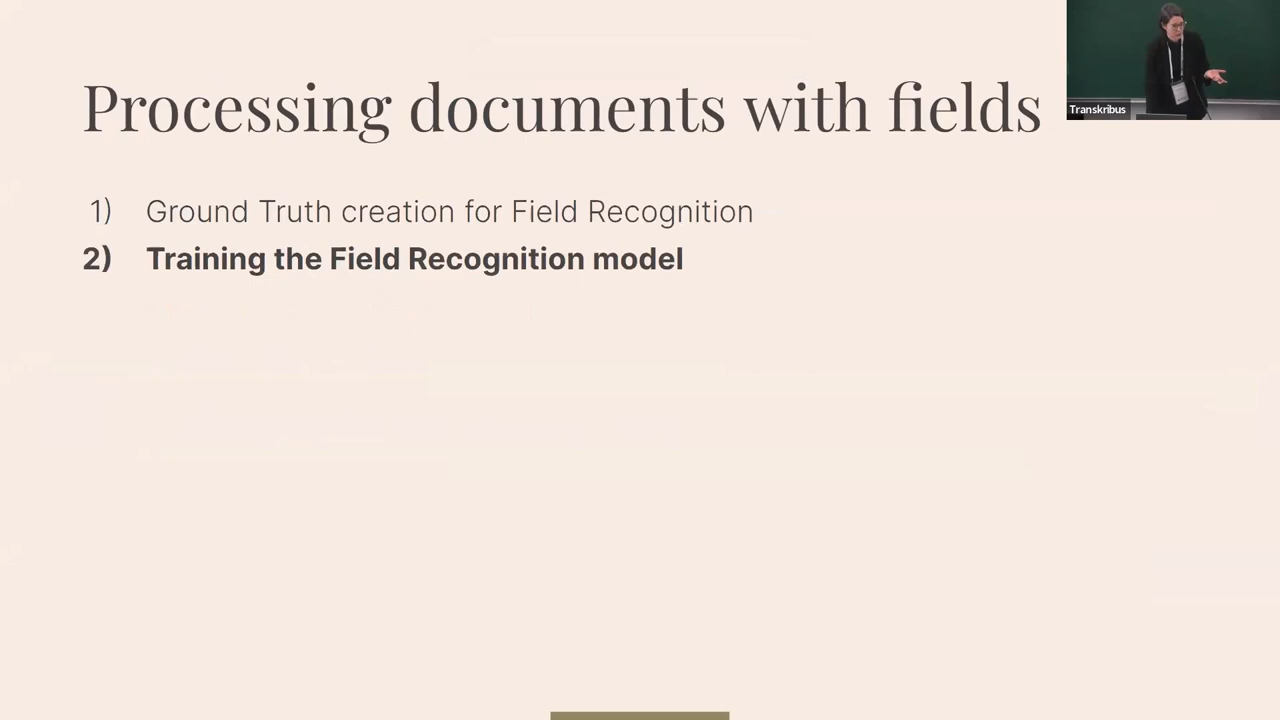 Processing documents with fields
Transkribus
1) Ground Truth creation for Field Recognition
2) Training the Field Recognition model